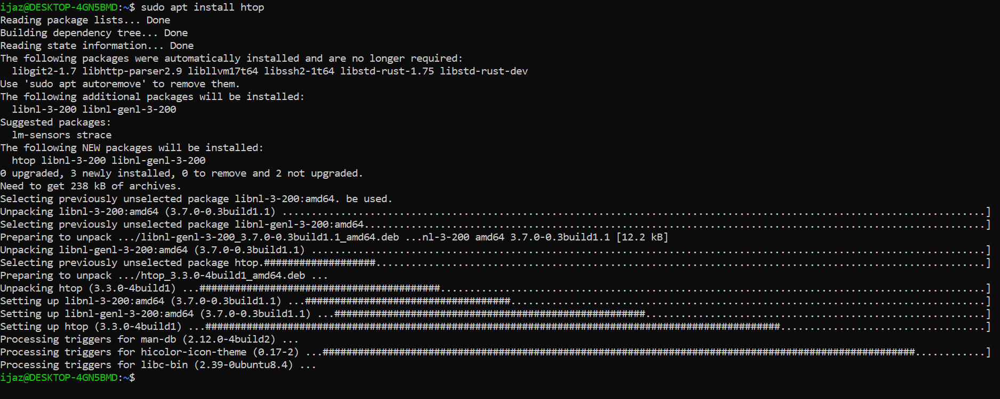 ijaz@DESKTOP-4GN5BMD:~$ sudo apt install htop
Reading package lists... Done
Building dependency tree... Done
Reading state information... Done
The following packages were automatically installed and are no longer required:
  libgit2-1.7 libhttp-parser2.9 libllvm17t64 libssh2-1t64 libstd-rust-1.75 libstd-rust-dev
Use 'sudo apt autoremove' to remove them.
The following additional packages will be installed:
  libnl-3-200 libnl-genl-3-200
Suggested packages:
  lm-sensors strace
The following NEW packages will be installed:
  htop libnl-3-200 libnl-genl-3-200
0 upgraded, 3 newly installed, 0 to remove and 2 not upgraded.
Need to get 238 kB of archives.
Selecting previously unselected package libnl-3-200:amd64. be used.
Unpacking libnl-3-200:amd64 (3.7.0-0.3build1.1) ........................................................................................................................]
Selecting previously unselected package libnl-genl-3-200:amd64..........................................................................................................]
Preparing to unpack .../libnl-genl-3-200_3.7.0-0.3build1.1_amd64.deb ...nl-3-200 amd64 3.7.0-0.3build1.1 [12.2 kB]
Unpacking libnl-genl-3-200:amd64 (3.7.0-0.3build1.1) ...................................................................................................................]
Selecting previously unselected package htop.###################........................................................................................................]
Preparing to unpack .../htop_3.3.0-4build1_amd64.deb ...
Unpacking htop (3.3.0-4build1) ...#########################################.............................................................................................]
Setting up libnl-3-200:amd64 (3.7.0-0.3build1.1) ...###################################.................................................................................]
Setting up libnl-genl-3-200:amd64 (3.7.0-0.3build1.1) ...#####################################################..........................................................]
Setting up htop (3.3.0-4build1) ...##################################################################################################...................................]
Processing triggers for man-db (2.12.0-4build2) ...
Processing triggers for hicolor-icon-theme (0.17-2) ...#####################################################################################################............]
Processing triggers for libc-bin (2.39-0ubuntu8.4) ...
ijaz@DESKTOP-4GN5BMD:~$